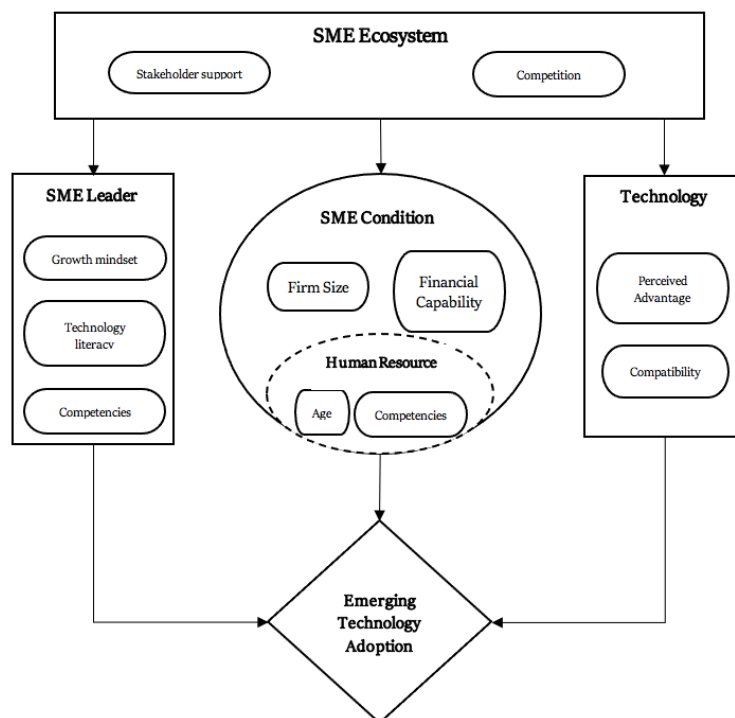 SME Ecosystem
Stakeholder support
Competition
SME Leader
Growth mindset
Technology
literacy
Competencies
SME Condition
Firm Size
Financial
Capability
Human Resource
Age
Competencies
Technology
Perceived
Advantage
Compatibility
Emerging
Technology
Adoption